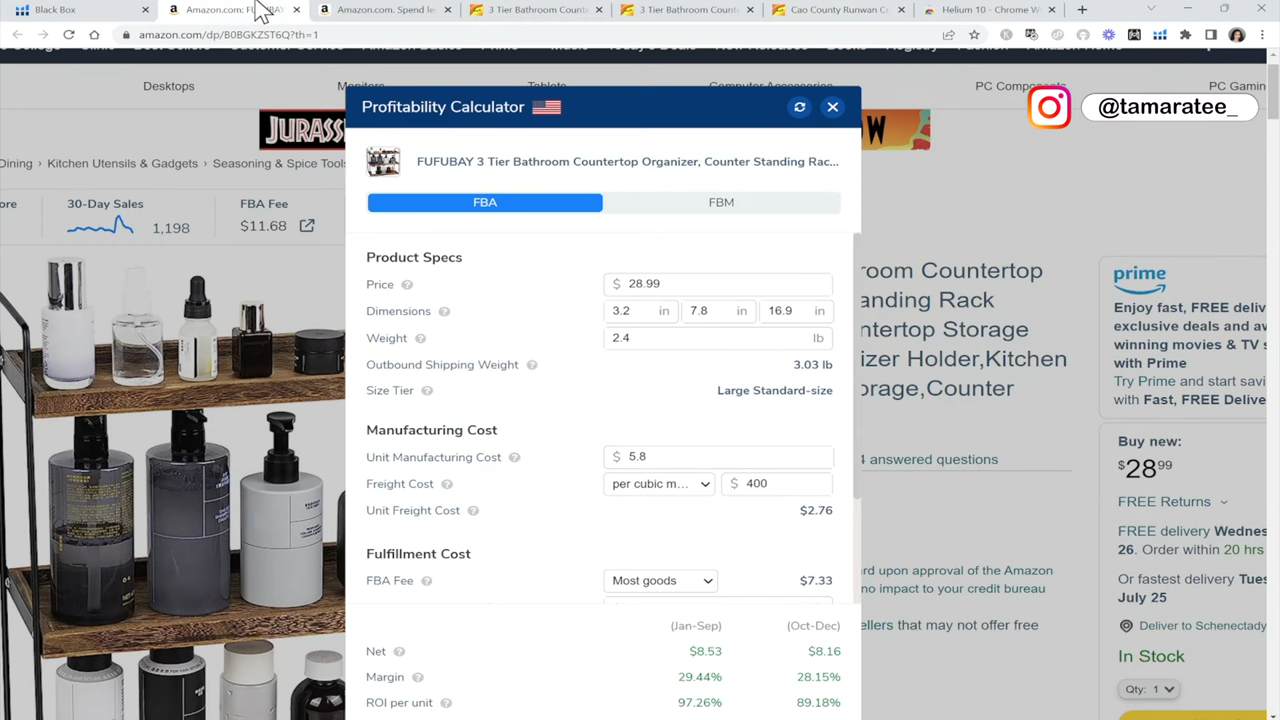 Black Box
Amazon.com: FUFUBAY
Amazon.com. Spend le
3 Tier Bathroom Count
3 Tier Bathroom Count
Cao County Runwan C
Helium 10 - Chrome W
amazon.com/dp/B0BGKZST6Q?th=1
Desktops
Monitors
Tablets
Computer Accessories
PC Components
PC Gamin
@tamaratee_
JURASS
OW
Dining › Kitchen Utensils & Gadgets › Seasoning & Spice Tools
ore
30-Day Sales
1,198
FBA Fee
$11.68
Profitability Calculator
FUFUBAY 3 Tier Bathroom Countertop Organizer, Counter Standing Rac...
FBA
FBM
Product Specs
Price $ 28.99
Dimensions 3.2 in 7.8 in 16.9 in
Weight 2.4 lb
Outbound Shipping Weight 3.03 lb
Size Tier Large Standard-size
Manufacturing Cost
Unit Manufacturing Cost $ 5.8
Freight Cost per cubic m... $ 400
Unit Freight Cost $2.76
Fulfillment Cost
FBA Fee Most goods $7.33
(Jan-Sep) (Oct-Dec)
Net $8.53 $8.16
Margin 29.44% 28.15%
ROI per unit 97.26% 89.18%
room Countertop
anding Rack
untertop Storage
izer Holder,Kitchen
orage,Counter
4 answered questions
ard upon approval of the Amazon
no impact to your credit bureau
ellers that may not offer free
prime
Enjoy fast, FREE deliv
exclusive deals and aw
winning movies & TV s
with Prime
Try Prime and start savi
with Fast, FREE Delive
Buy new:
$28 99
FREE Returns
FREE delivery Wednes
26. Order within 20 hrs
Or fastest delivery Tues
July 25
Deliver to Schenectady
In Stock
Qty: 1